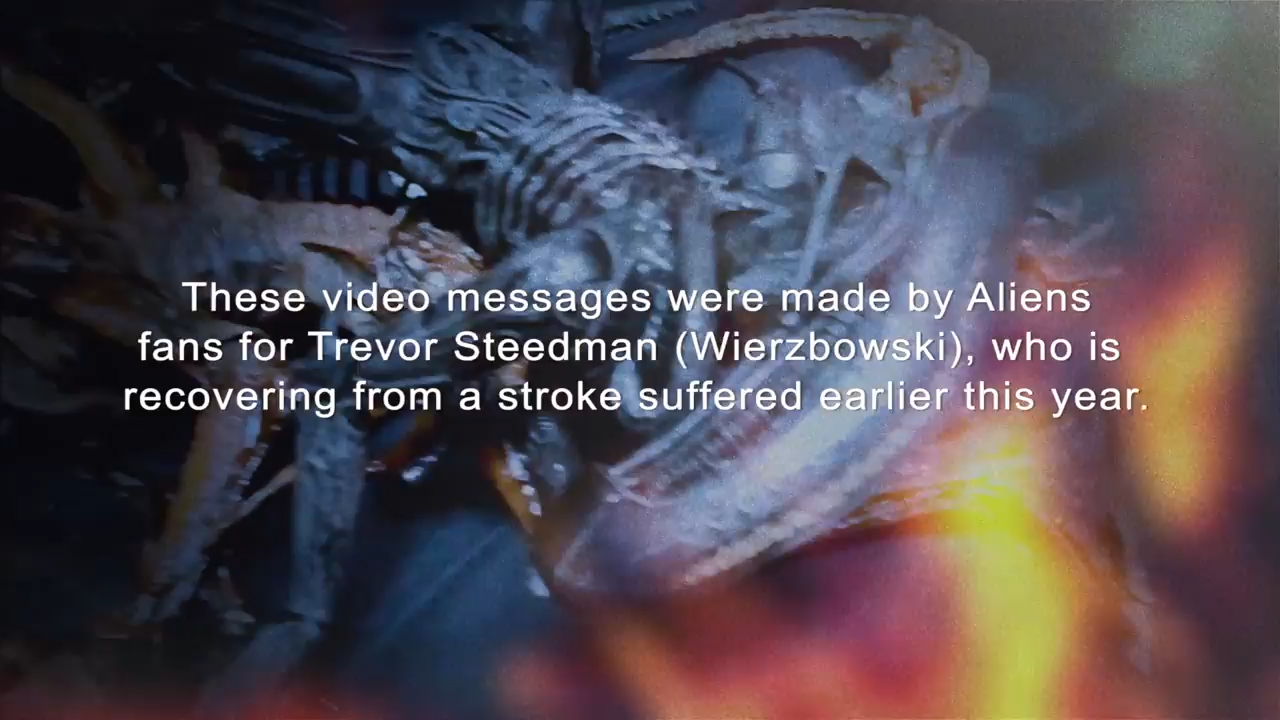 These video messages were made by Aliens
fans for Trevor Steedman (Wierzbowski), who is
recovering from a stroke suffered earlier this year.